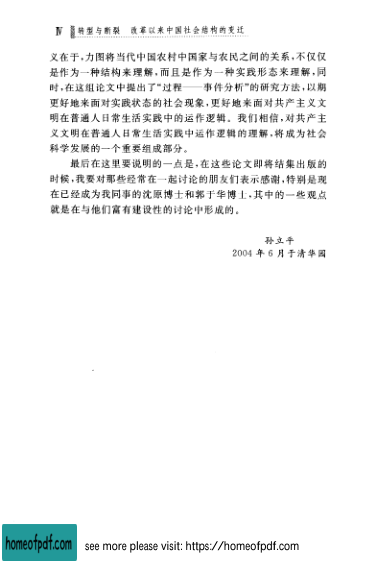 Ⅳ 转型与断裂 改革以来中国社会结构的变迁
义在于,力图将当代中国农村中国家与农民之间的关系,不仅仅
是作为一种结构来理解,而且是作为一种实践形态来理解,同
时,在这组论文中提出了“过程——事件分析”的研究方法,以期
更好地来面对实践状态的社会现象,更好地来面对共产主义文
明在普通人日常生活实践中的运作逻辑。我们相信,对共产主
义文明在普通人日常生活实践中运作逻辑的理解,将成为社会
科学发展的一个重要组成部分。
最后在这里要说明的一点是,在这些论文即将结集出版的
时候,我要对那些经常在一起讨论的朋友们表示感谢,特别是现
在已经成为我同事的沈原博士和郭于华博士,其中的一些观点
就是在与他们富有建设性的讨论中形成的。
孙立平
2004 年 6 月于清华园
homeofpdf.com
see more please visit: https://homeofpdf.com